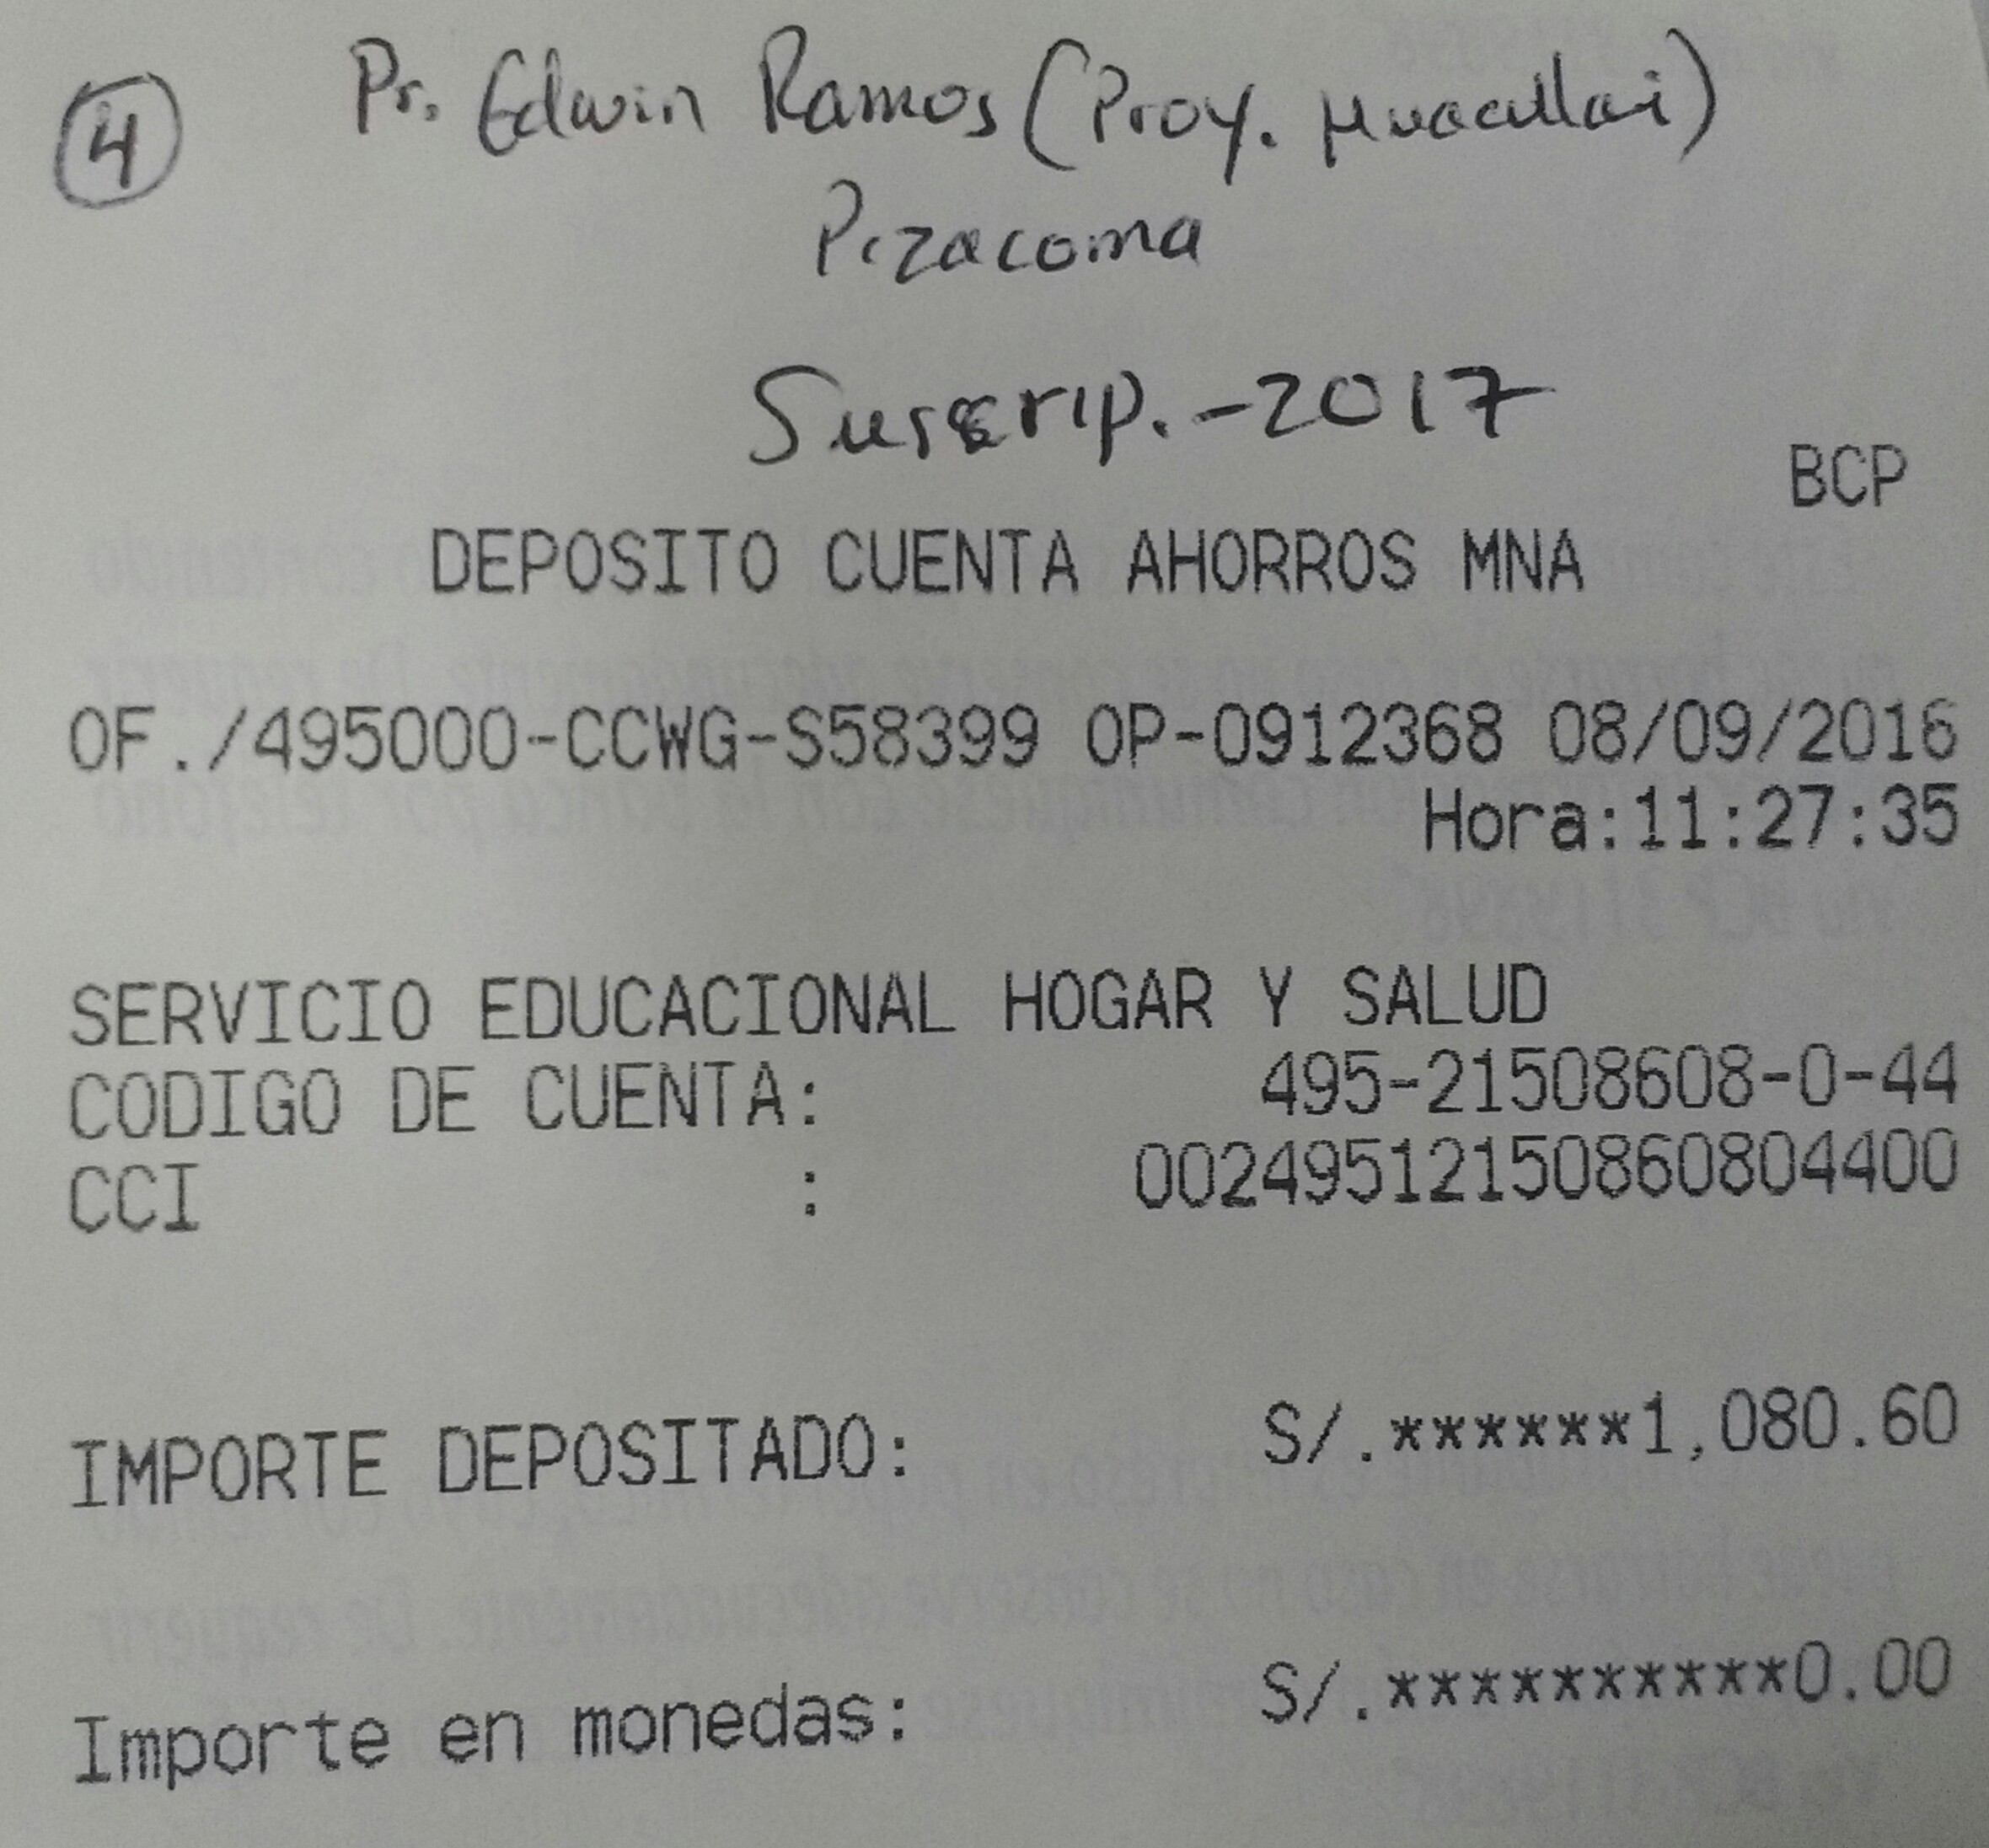 ④ Pr. Edwin Ramos (Proy. Huacullani)
Pizacoma
Suscrip. - 2017
BCP
DEPOSITO CUENTA AHORROS MNA
OF./495000-CCWG-S58399 OP-0912368 08/09/2016
Hora:11:27:35
SERVICIO EDUCACIONAL HOGAR Y SALUD
CODIGO DE CUENTA: 495-21508608-0-44
CCI : 00249512150860804400
IMPORTE DEPOSITADO: S/.******1,080.60
Importe en monedas: S/.**********0.00